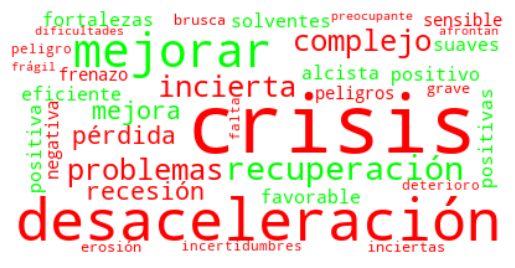 fortalezas brusca solventes preocupante sensible
dificultades mejorar complejo afrontan
peligro suaves
frágil frenazo incierta alcista positivo
eficiente peligros grave
mejora crisis
positiva negativa pérdida falta positivas
problemas recuperación
recesión favorable deterioro
desaceleración
erosión incertidumbres inciertas